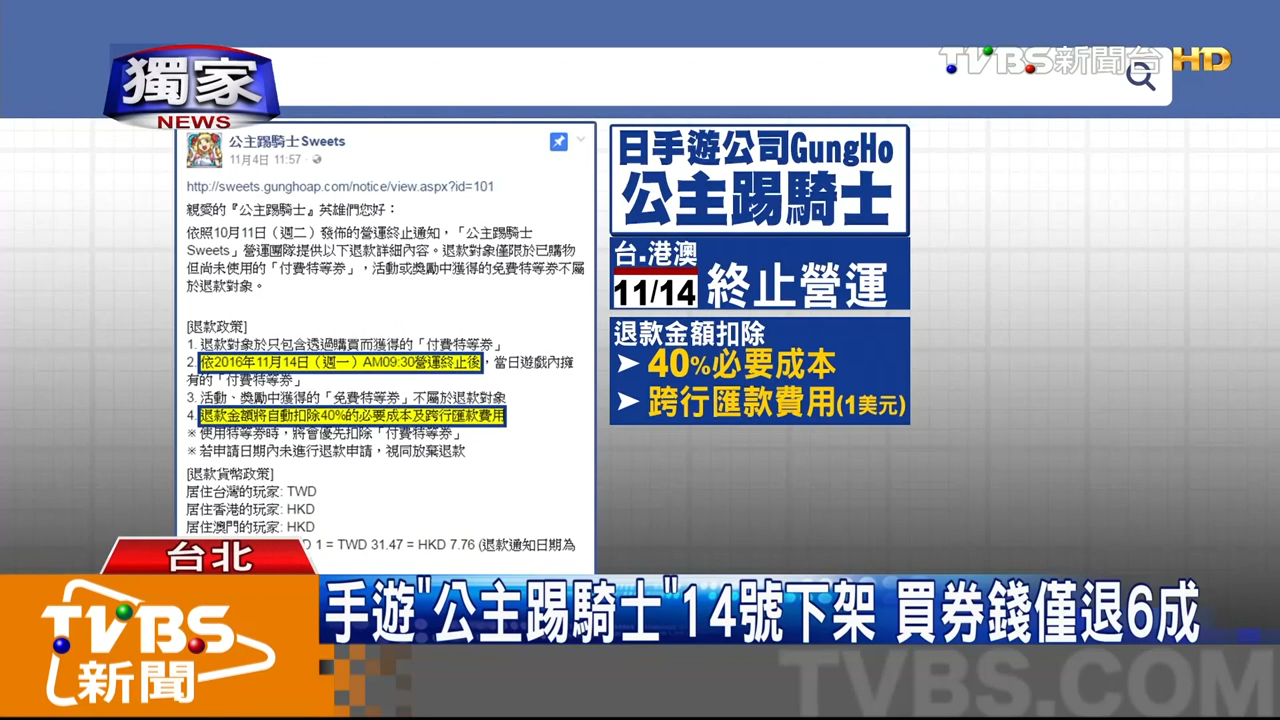 獨家
NEWS
TVBS新聞台 HD
公主踢騎士Sweets
11月4日 11:57
http://sweets.gunghoap.com/notice/view.aspx?id=101
親愛的『公主踢騎士』英雄們您好：
依照10月11日（週二）發佈的營運終止通知，「公主踢騎士
Sweets」營運團隊提供以下退款詳細內容。退款對象僅限於已購物
但尚未使用的「付費特等券」，活動或獎勵中獲得的免費特等券不屬
於退款對象。
[退款政策]
1. 退款對象於只包含透過購買而獲得的「付費特等券」
2. 依2016年11月14日（週一）AM09:30營運終止後，當日遊戲內擁
有的「付費特等券」
3. 活動、獎勵中獲得的「免費特等券」不屬於退款對象
4. 退款金額將自動扣除40%的必要成本及跨行匯款費用
※ 使用特等券時，將會優先扣除「付費特等券」
※ 若申請日期內未進行退款申請，視同放棄退款
[退款貨幣政策]
居住台灣的玩家: TWD
居住香港的玩家: HKD
居住澳門的玩家: HKD
D 1 = TWD 31.47 = HKD 7.76 (退款通知日期為
日手遊公司GungHo
公主踢騎士
台.港澳
11/14 終止營運
退款金額扣除
➤ 40%必要成本
➤ 跨行匯款費用(1美元)
台北
手遊"公主踢騎士"14號下架 買券錢僅退6成
TVBS
新聞
TVBS.COM